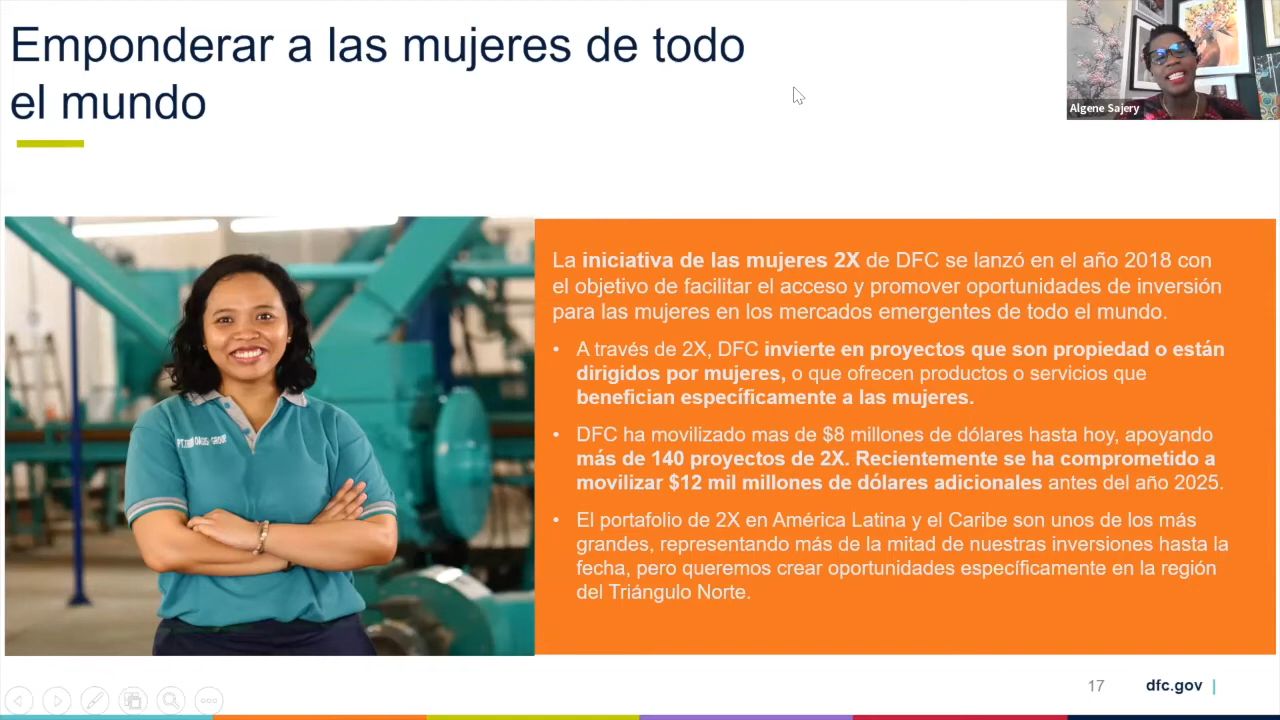 Emponderar a las mujeres de todo
el mundo
Algene Sajery
La iniciativa de las mujeres 2X de DFC se lanzó en el año 2018 con
el objetivo de facilitar el acceso y promover oportunidades de inversión
para las mujeres en los mercados emergentes de todo el mundo.
• A través de 2X, DFC invierte en proyectos que son propiedad o están
dirigidos por mujeres, o que ofrecen productos o servicios que
benefician específicamente a las mujeres.
• DFC ha movilizado mas de $8 millones de dólares hasta hoy, apoyando
más de 140 proyectos de 2X. Recientemente se ha comprometido a
movilizar $12 mil millones de dólares adicionales antes del año 2025.
• El portafolio de 2X en América Latina y el Caribe son unos de los más
grandes, representando más de la mitad de nuestras inversiones hasta la
fecha, pero queremos crear oportunidades específicamente en la región
del Triángulo Norte.
17
dfc.gov |